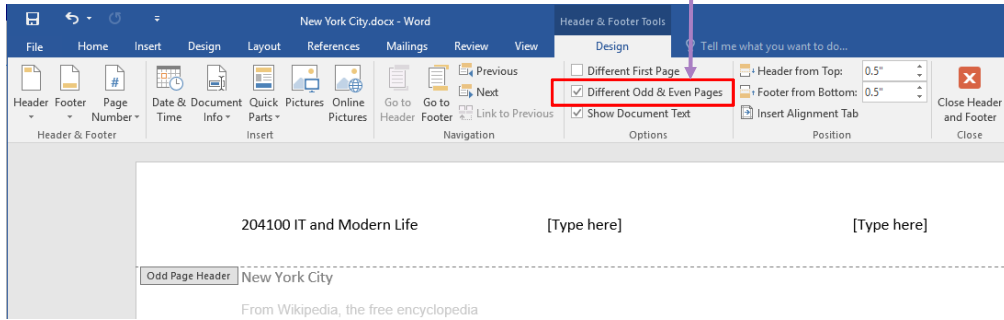 New York City.docx - Word
Header & Footer Tools
File Home Insert Design Layout References Mailings Review View Design Tell me what you want to do...
Header Footer Page Number
Header & Footer
Date & Time Document Info Quick Parts Pictures Online Pictures
Insert
Go to Header Go to Footer
Previous
Next
Link to Previous
Navigation
Different First Page
Different Odd & Even Pages
Show Document Text
Options
Header from Top: 0.5"
Footer from Bottom: 0.5"
Insert Alignment Tab
Position
Close Header and Footer
Close
204100 IT and Modern Life [Type here] [Type here]
Odd Page Header
New York City
From Wikipedia, the free encyclopedia